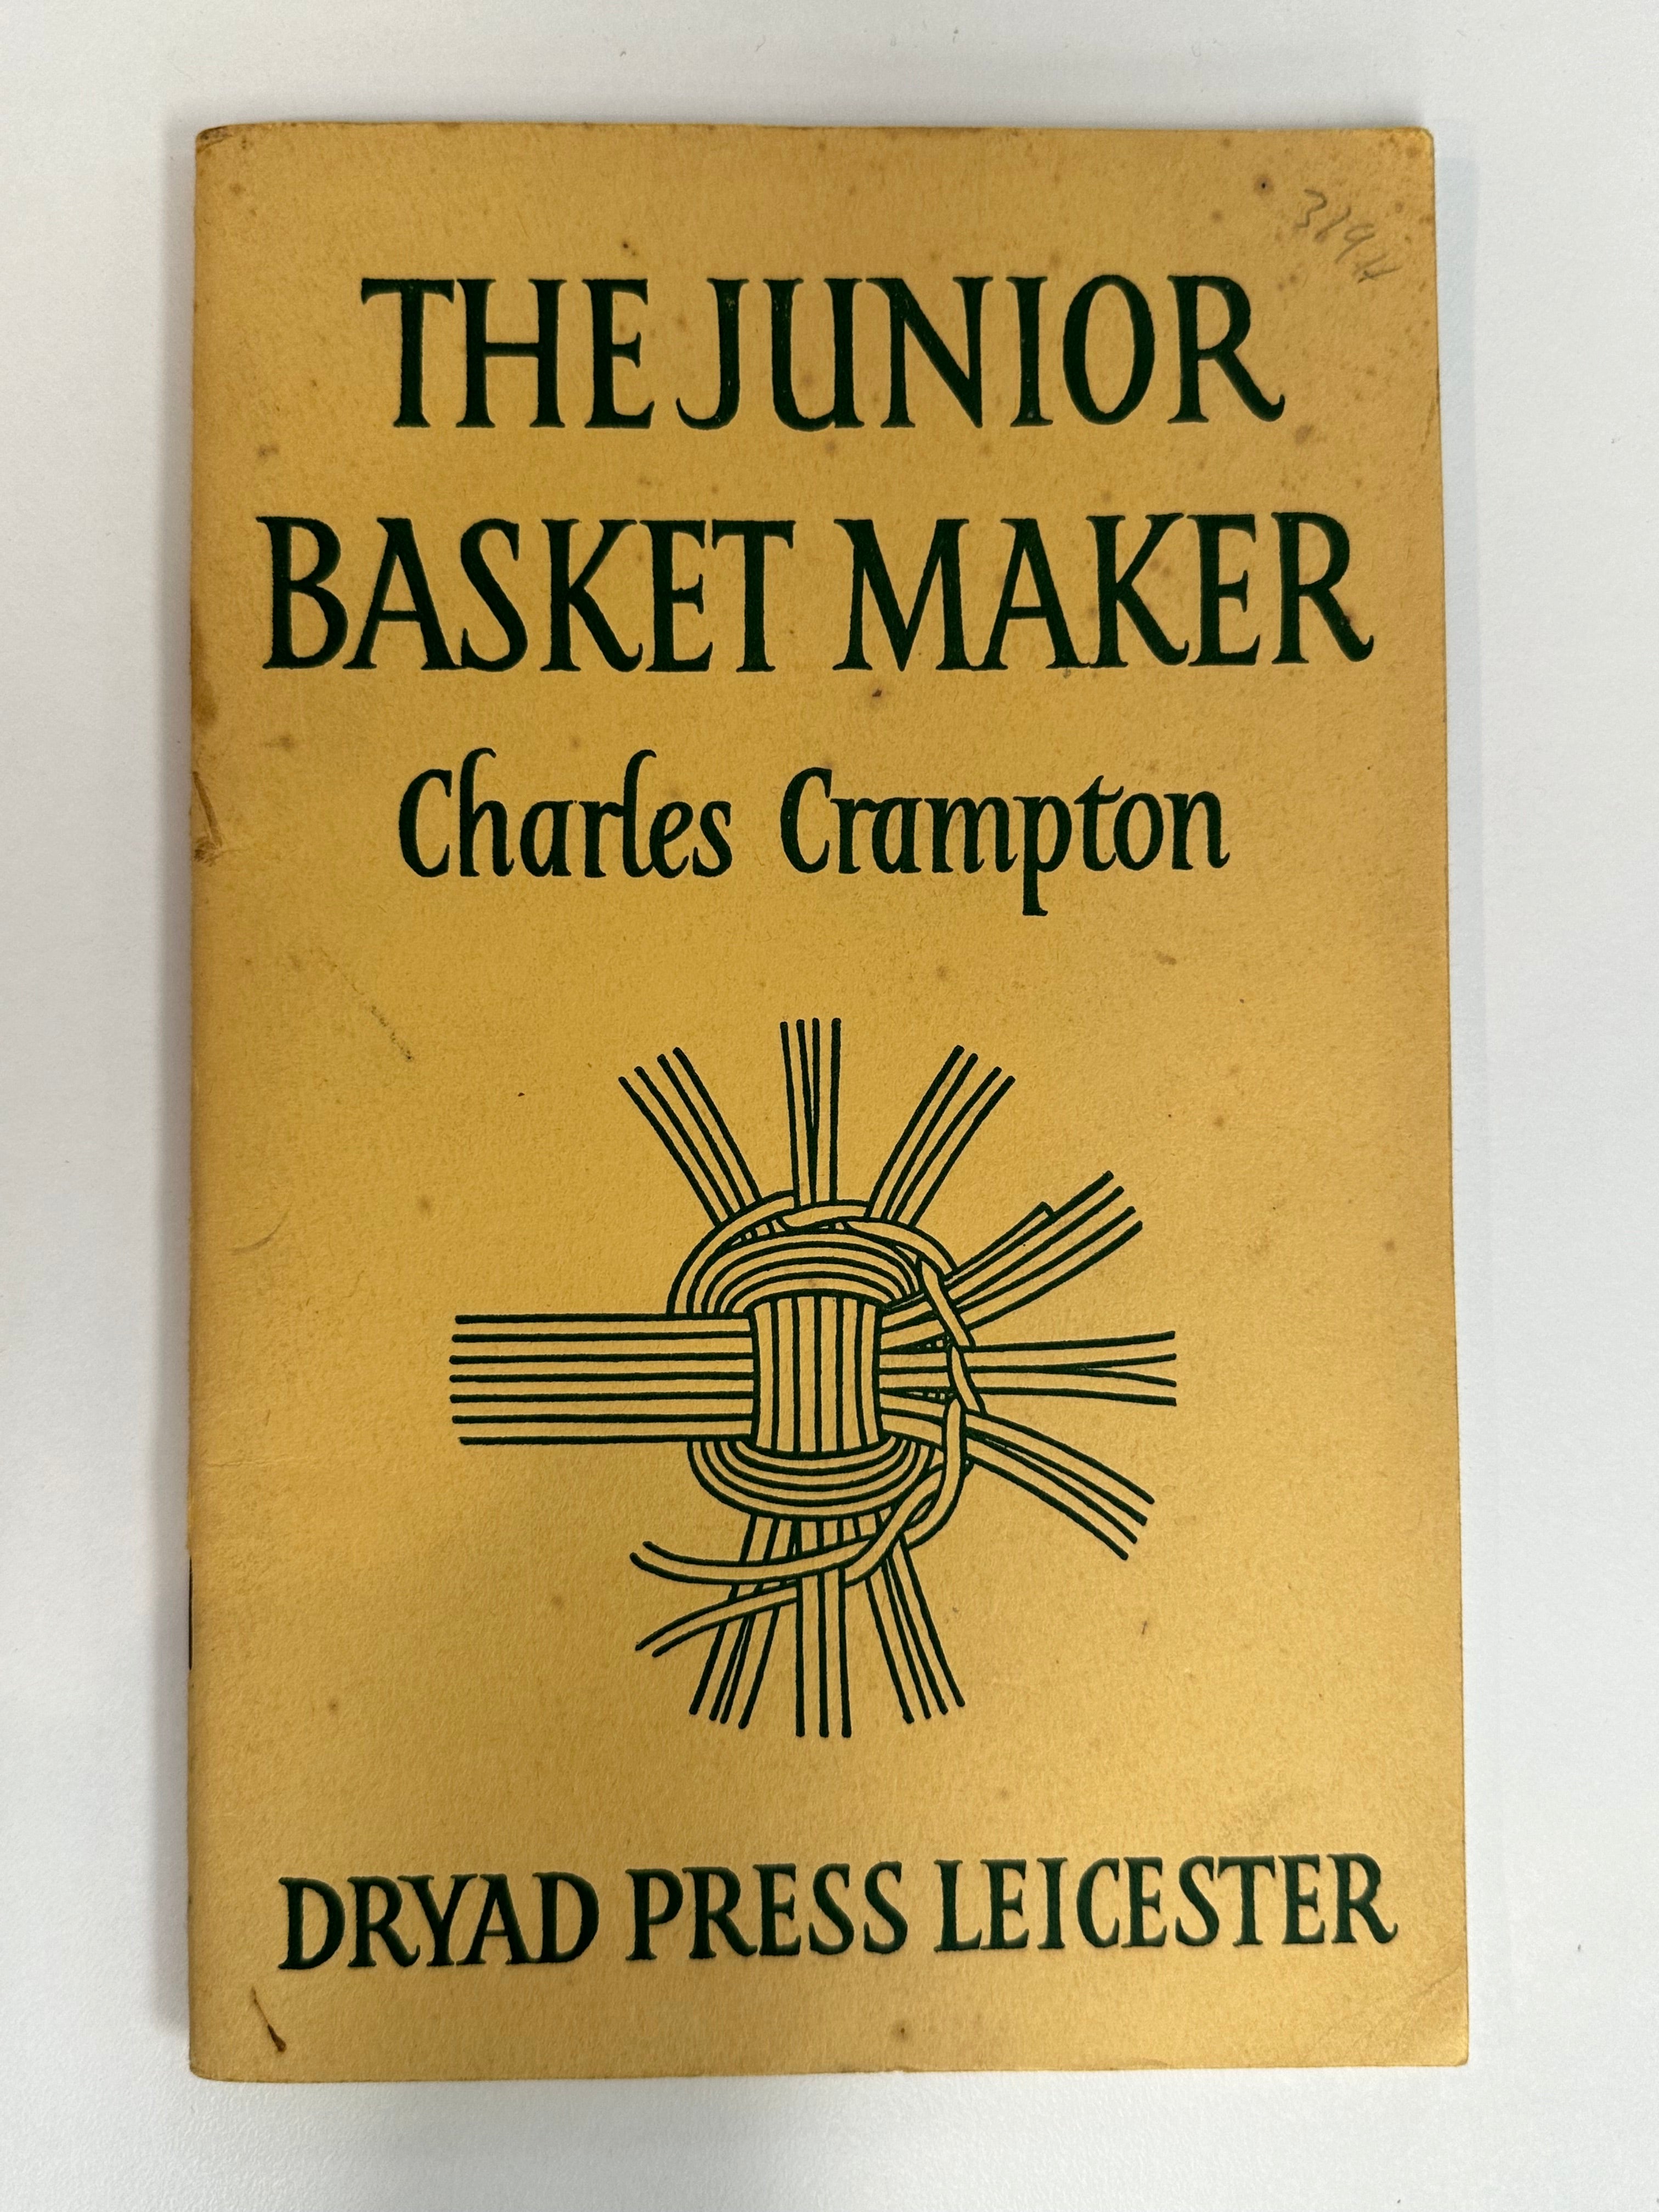 THE JUNIOR
BASKET MAKER
Charles Crampton
DRYAD PRESS LEICESTER